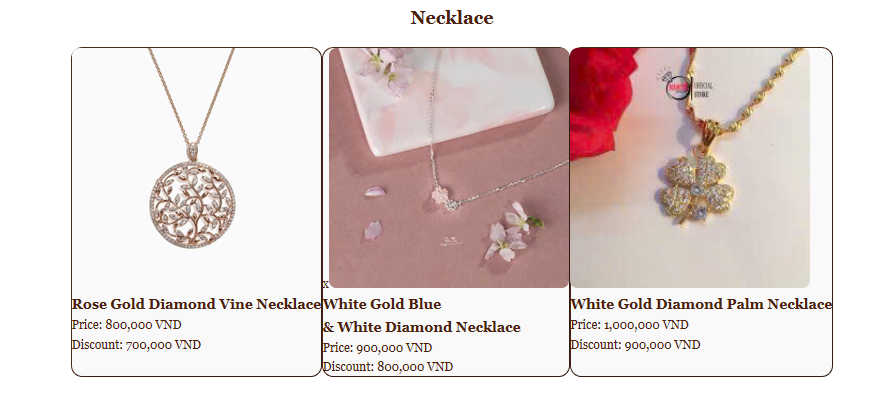 Necklace
OFFICIAL
STORE
x
Rose Gold Diamond Vine Necklace
Price: 800,000 VND
Discount: 700,000 VND
White Gold Blue
& White Diamond Necklace
Price: 900,000 VND
Discount: 800,000 VND
White Gold Diamond Palm Necklace
Price: 1,000,000 VND
Discount: 900,000 VND